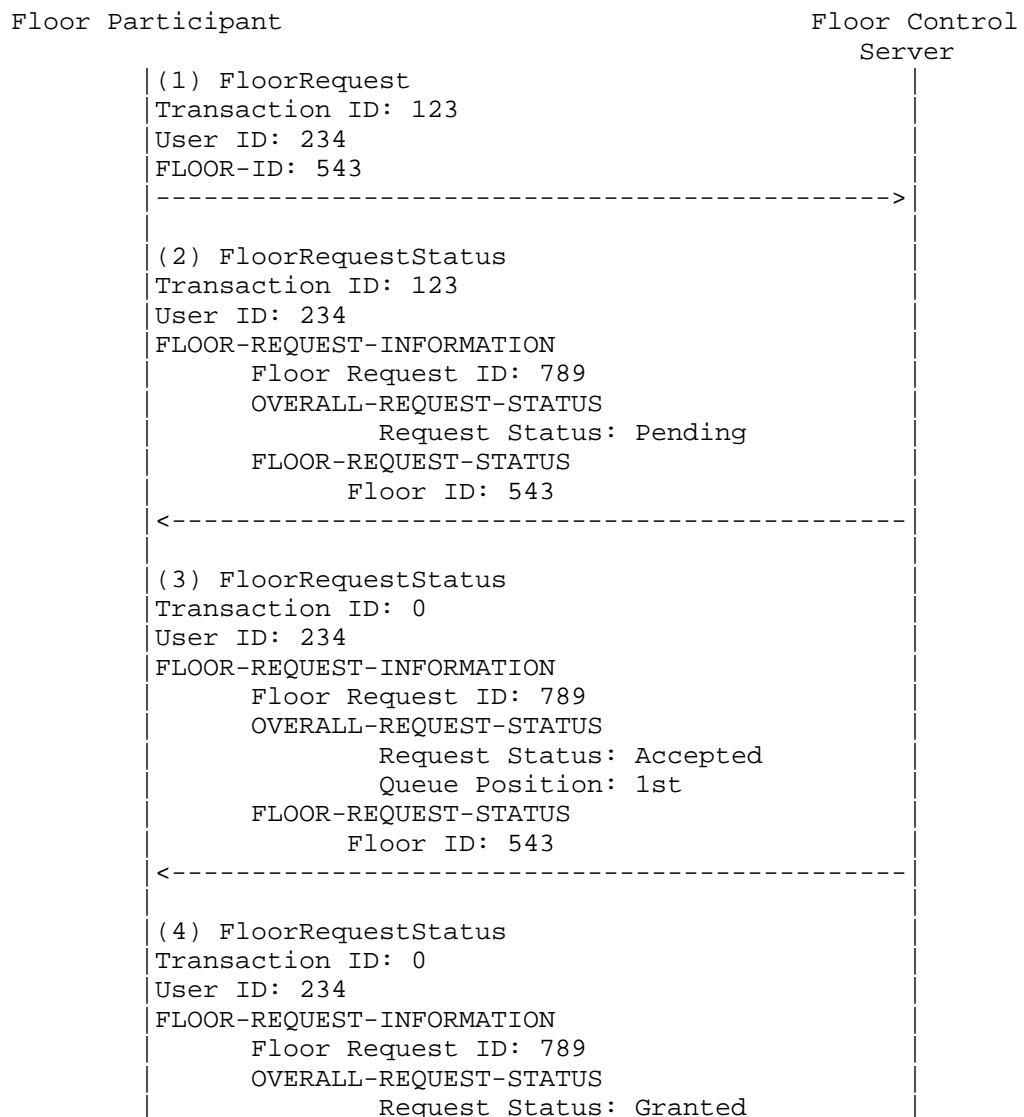 Floor Participant                                 Floor Control
                                                     Server
        |(1) FloorRequest                               |
        |Transaction ID: 123                            |
        |User ID: 234                                   |
        |FLOOR-ID: 543                                  |
        |---------------------------------------------->|
        |                                               |
        |(2) FloorRequestStatus                         |
        |Transaction ID: 123                            |
        |User ID: 234                                   |
        |FLOOR-REQUEST-INFORMATION                      |
        |      Floor Request ID: 789                    |
        |      OVERALL-REQUEST-STATUS                   |
        |              Request Status: Pending          |
        |      FLOOR-REQUEST-STATUS                     |
        |            Floor ID: 543                      |
        |<----------------------------------------------|
        |                                               |
        |(3) FloorRequestStatus                         |
        |Transaction ID: 0                              |
        |User ID: 234                                   |
        |FLOOR-REQUEST-INFORMATION                      |
        |      Floor Request ID: 789                    |
        |      OVERALL-REQUEST-STATUS                   |
        |              Request Status: Accepted         |
        |              Queue Position: 1st              |
        |      FLOOR-REQUEST-STATUS                     |
        |            Floor ID: 543                      |
        |<----------------------------------------------|
        |                                               |
        |(4) FloorRequestStatus                         |
        |Transaction ID: 0                              |
        |User ID: 234                                   |
        |FLOOR-REQUEST-INFORMATION                      |
        |      Floor Request ID: 789                    |
        |      OVERALL-REQUEST-STATUS                   |
        |              Request Status: Granted          |